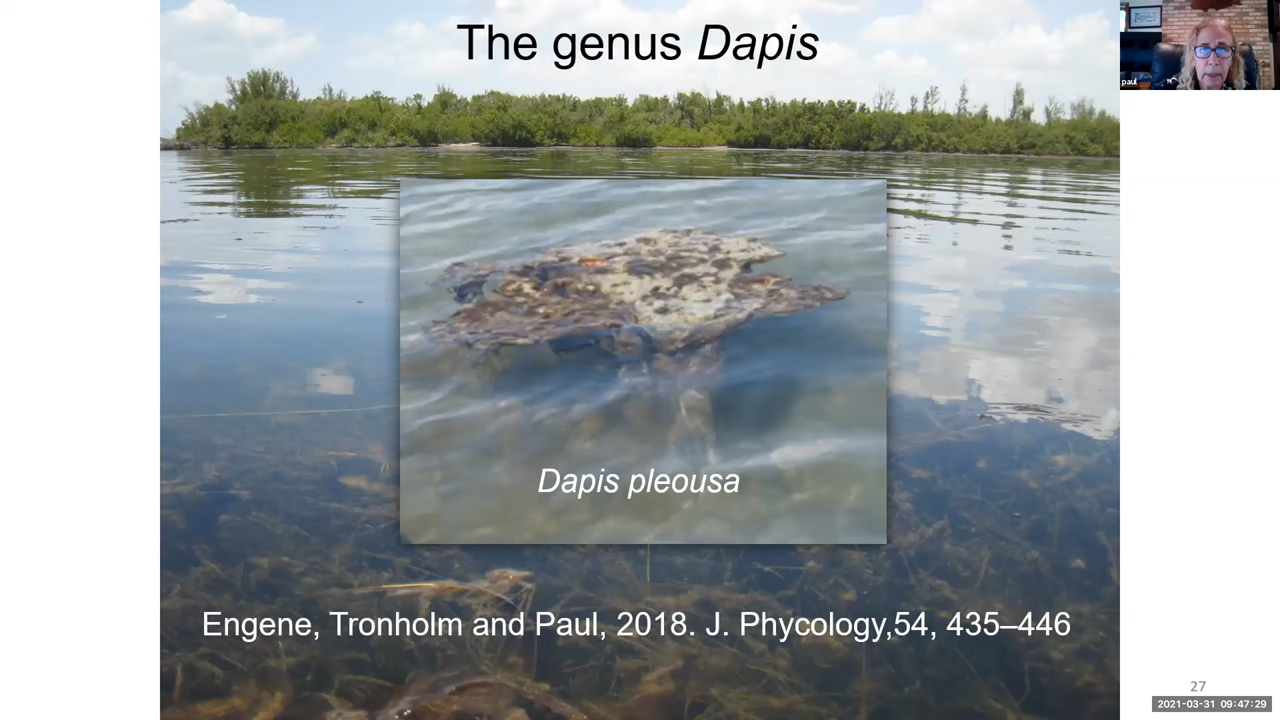 The genus Dapis
paul
Dapis pleousa
Engene, Tronholm and Paul, 2018. J. Phycology,54, 435–446
27
2021-03-31 09:47:29